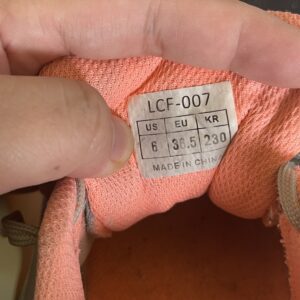 LCF-007
US EU KR
6 38.5 230
MADE IN CHINA